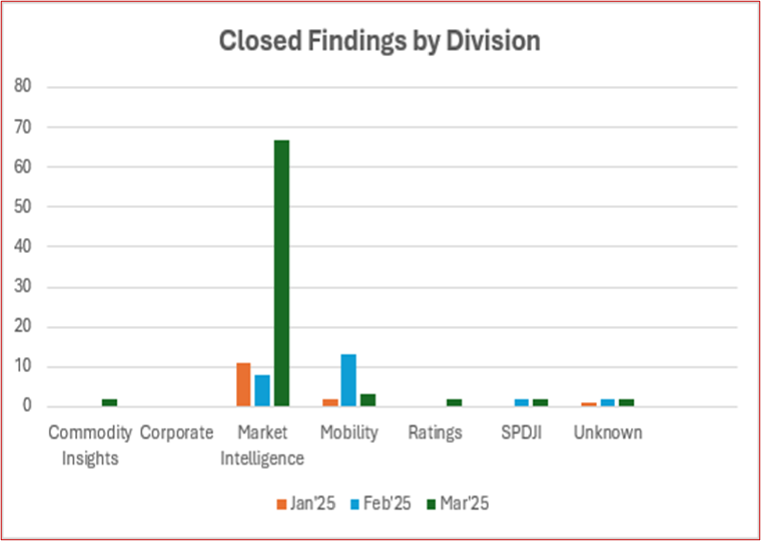 Closed Findings by Division
80
70
60
50
40
30
20
10
0
Commodity Insights
Corporate
Market Intelligence
Mobility
Ratings
SPDJI
Unknown
Jan'25
Feb'25
Mar'25